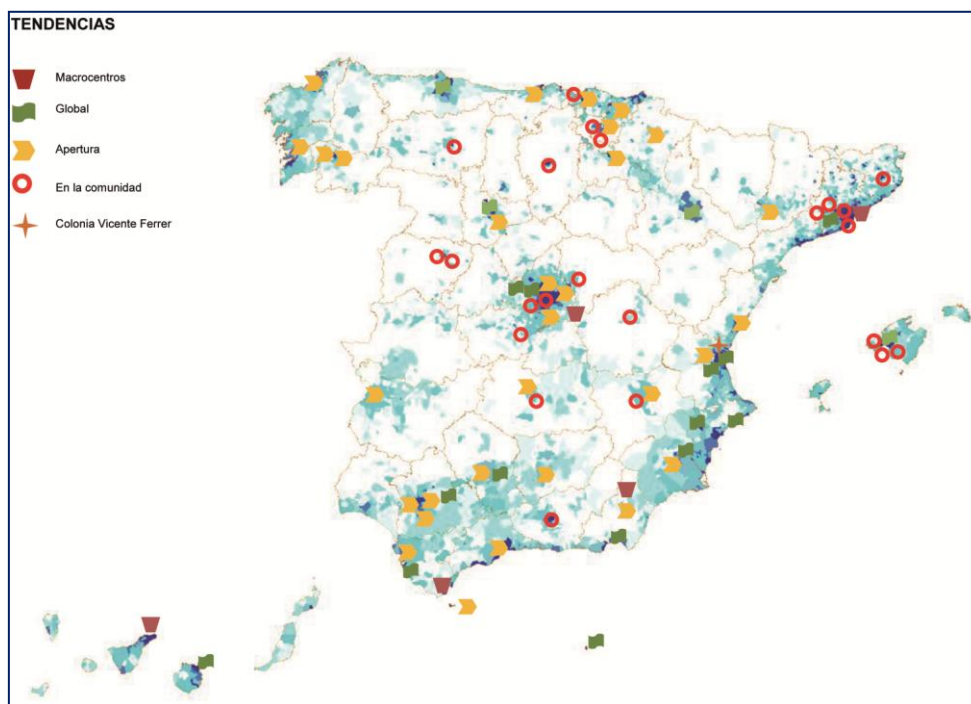 TENDENCIAS
Macrocentros
Global
Apertura
En la comunidad
Colonia Vicente Ferrer